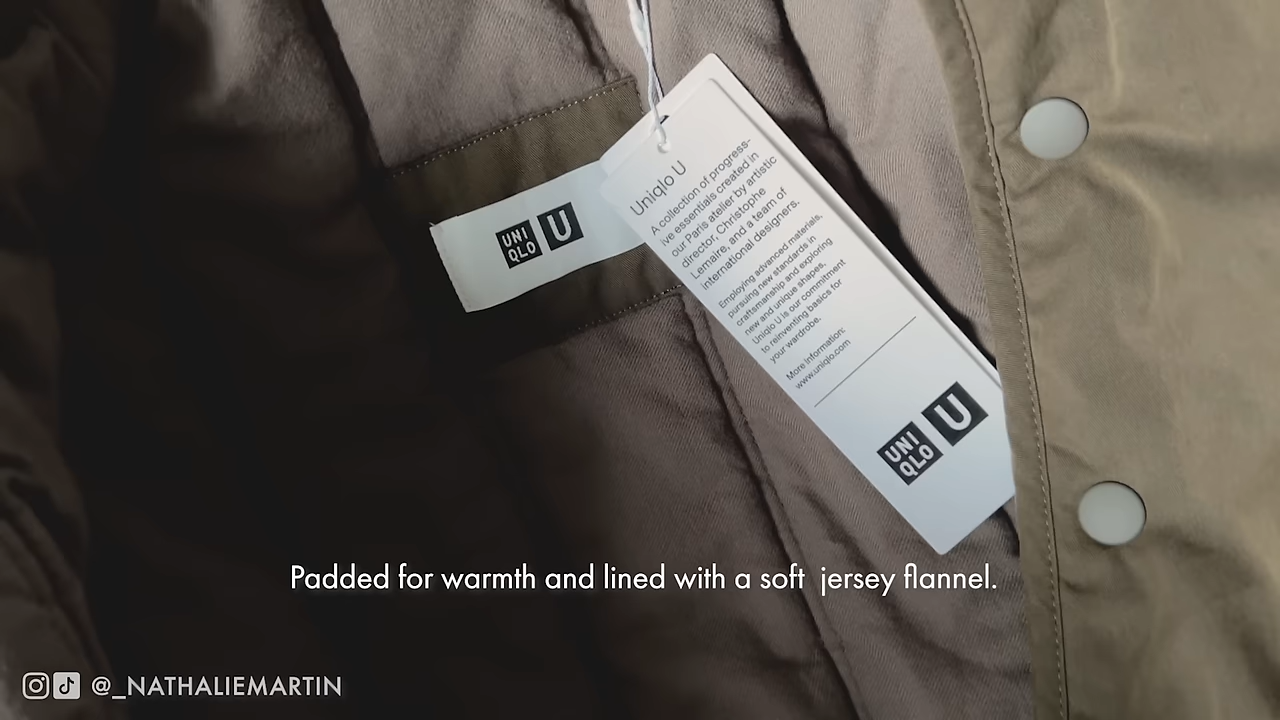 UNI
QLO
U
Uniqlo U
A collection of progress-
ive essentials created in
our Paris atelier by artistic
director, Christophe
Lemaire, and a team of
international designers.
Employing advanced materials,
pursuing new standards in
craftsmanship and exploring
new and unique shapes,
Uniqlo U is our commitment
to reinventing basics for
your wardrobe.
More information:
www.uniqlo.com
UNI
QLO
U
Padded for warmth and lined with a soft jersey flannel.
@_NATHALIEMARTIN